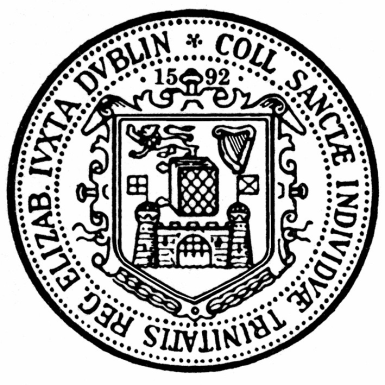 COLL SANCTÆ INDIVIDVÆ TRINITATIS REG. ELIZAB. IVXTA DVBLIN *
1592